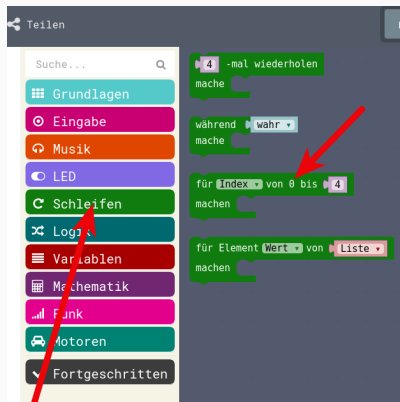 Teilen
Suche...
Grundlagen
Eingabe
Musik
LED
Schleifen
Logik
Variablen
Mathematik
Funk
Motoren
Fortgeschritten
4 -mal wiederholen
mache
während wahr
mache
für Index von 0 bis 4
machen
für Element Wert von Liste
machen